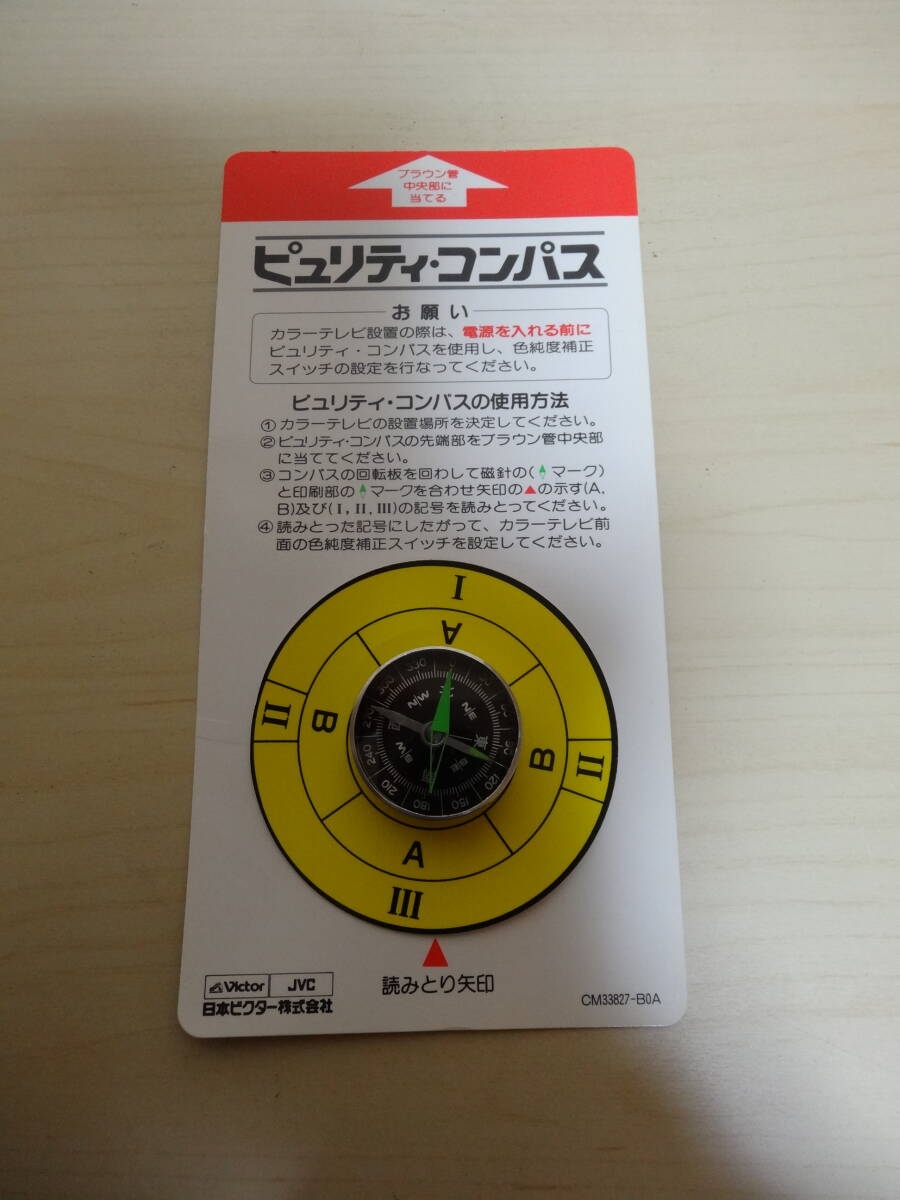 ブラウン管
中央部に
当てる
ピュリティ・コンパス
お願い
カラーテレビ設置の際は、電源を入れる前に
ピュリティ・コンパスを使用し、色純度補正
スイッチの設定を行なってください。
ピュリティ・コンパスの使用方法
①カラーテレビの設置場所を決定してください。
②ピュリティ・コンパスの先端部をブラウン管中央部
に当ててください。
③コンパスの回転板を回わして磁針の(マーク)
と印刷部のマークを合わせ矢印の▲の示す(A,
B)及び(I, II, III)の記号を読みとってください。
④読みとった記号にしたがって、カラーテレビ前
面の色純度補正スイッチを設定してください。
I
A
330
300
N/W
北
N/E
II
B
270
西
東
B
II
240
S/W
S/E
120
210
180
150
A
III
読みとり矢印
Victor JVC
日本ビクター株式会社
CM33827-B0A